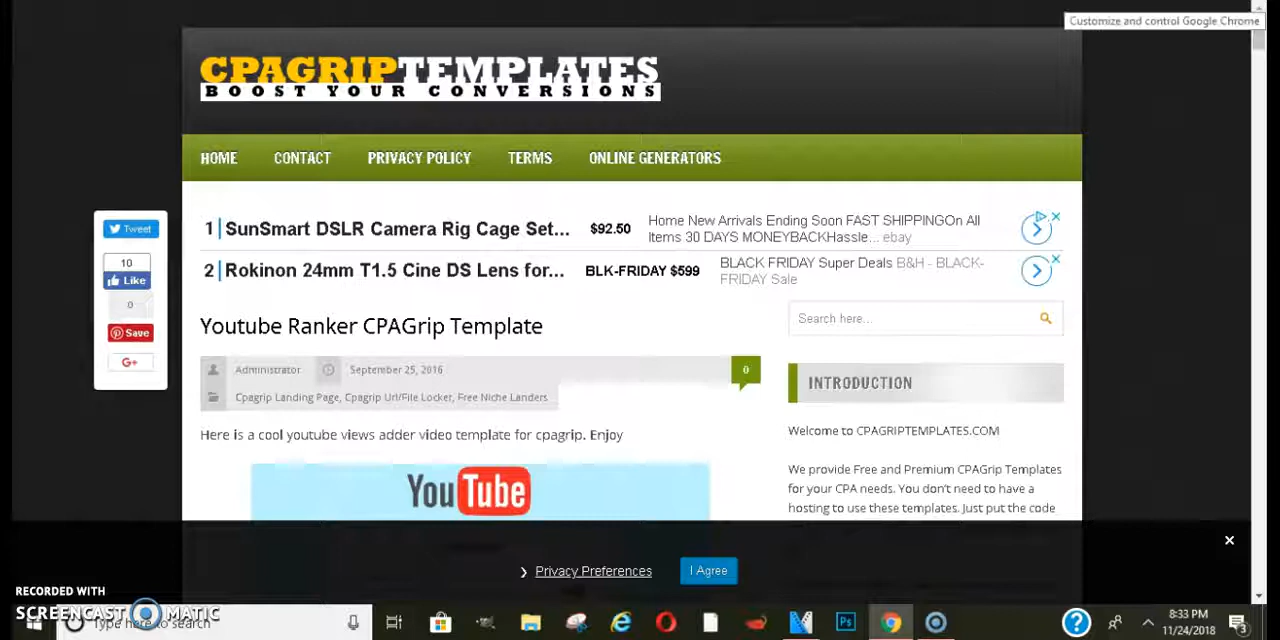 Customize and control Google Chrome
CPAGRIPTEMPLATES
BOOST YOUR CONVERSIONS
HOME CONTACT PRIVACY POLICY TERMS ONLINE GENERATORS
1 SunSmart DSLR Camera Rig Cage Set... $92.50 Home New Arrivals Ending Soon FAST SHIPPINGOn All
Items 30 DAYS MONEYBACKHassle... ebay
2 Rokinon 24mm T1.5 Cine DS Lens for... BLK-FRIDAY $599 BLACK FRIDAY Super Deals B&H - BLACK-
FRIDAY Sale
Tweet
10
Like
0
Save
G+
Youtube Ranker CPAGrip Template
Administrator September 25, 2016 0
Cpagrip Landing Page, Cpagrip Url/File Locker, Free Niche Landers
Here is a cool youtube views adder video template for cpagrip. Enjoy
YouTube
Search here...
INTRODUCTION
Welcome to CPAGRIPTEMPLATES.COM
We provide Free and Premium CPAGrip Templates
for your CPA needs. You don't need to have a
hosting to use these templates. Just put the code
Privacy Preferences I Agree
RECORDED WITH
SCREENCAST MATIC
Type here to search
Ps
8:33 PM
11/24/2018
3